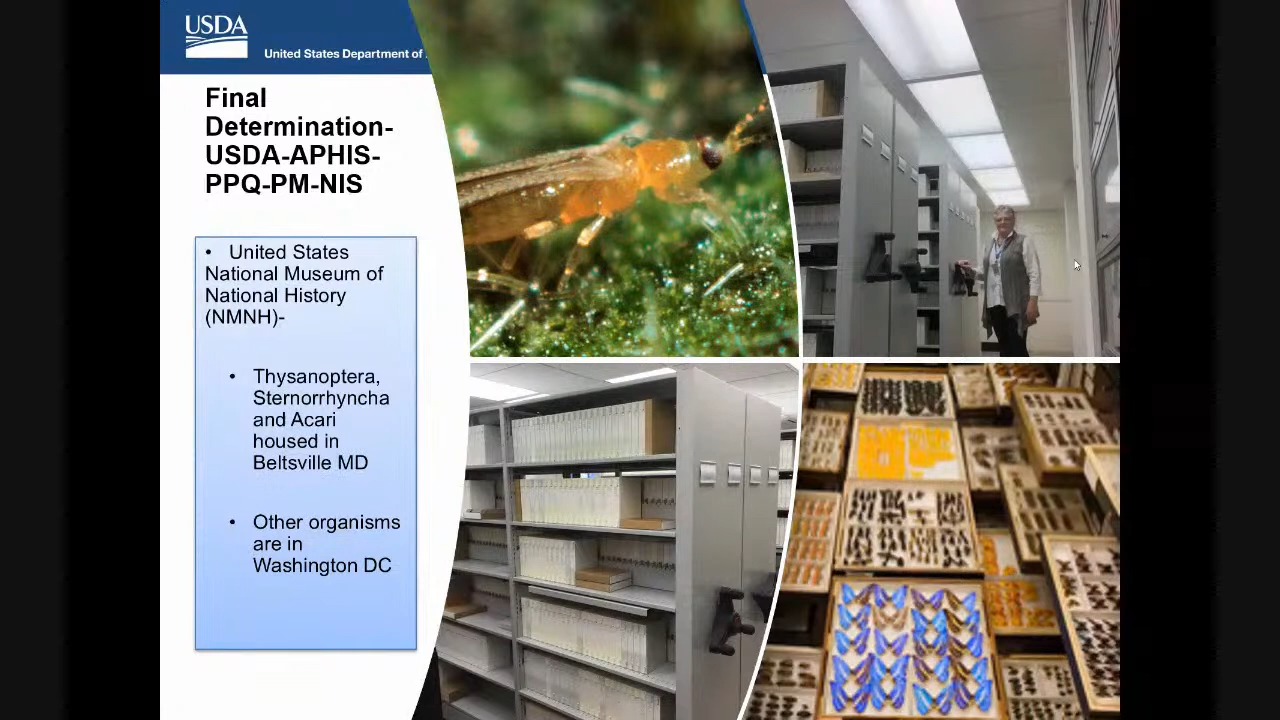 USDA
United States Department of
Final
Determination-
USDA-APHIS-
PPQ-PM-NIS
• United States
National Museum of
National History
(NMNH)-
• Thysanoptera,
Sternorrhyncha
and Acari
housed in
Beltsville MD
• Other organisms
are in
Washington DC